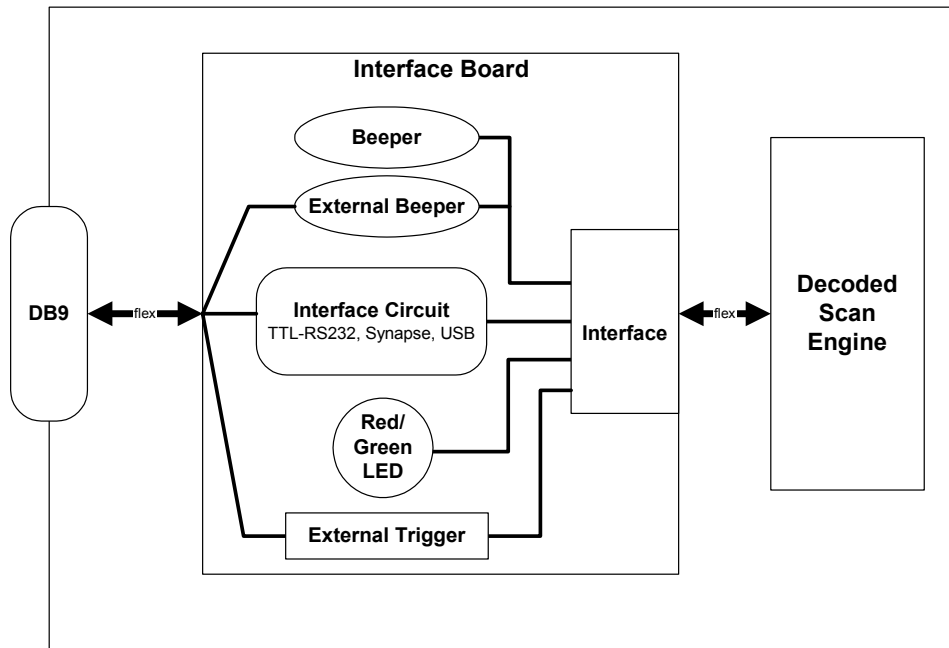 Interface Board
Beeper
External Beeper
DB9
flex
Interface Circuit
TTL-RS232, Synapse, USB
Interface
flex
Decoded
Scan
Engine
Red/
Green
LED
External Trigger